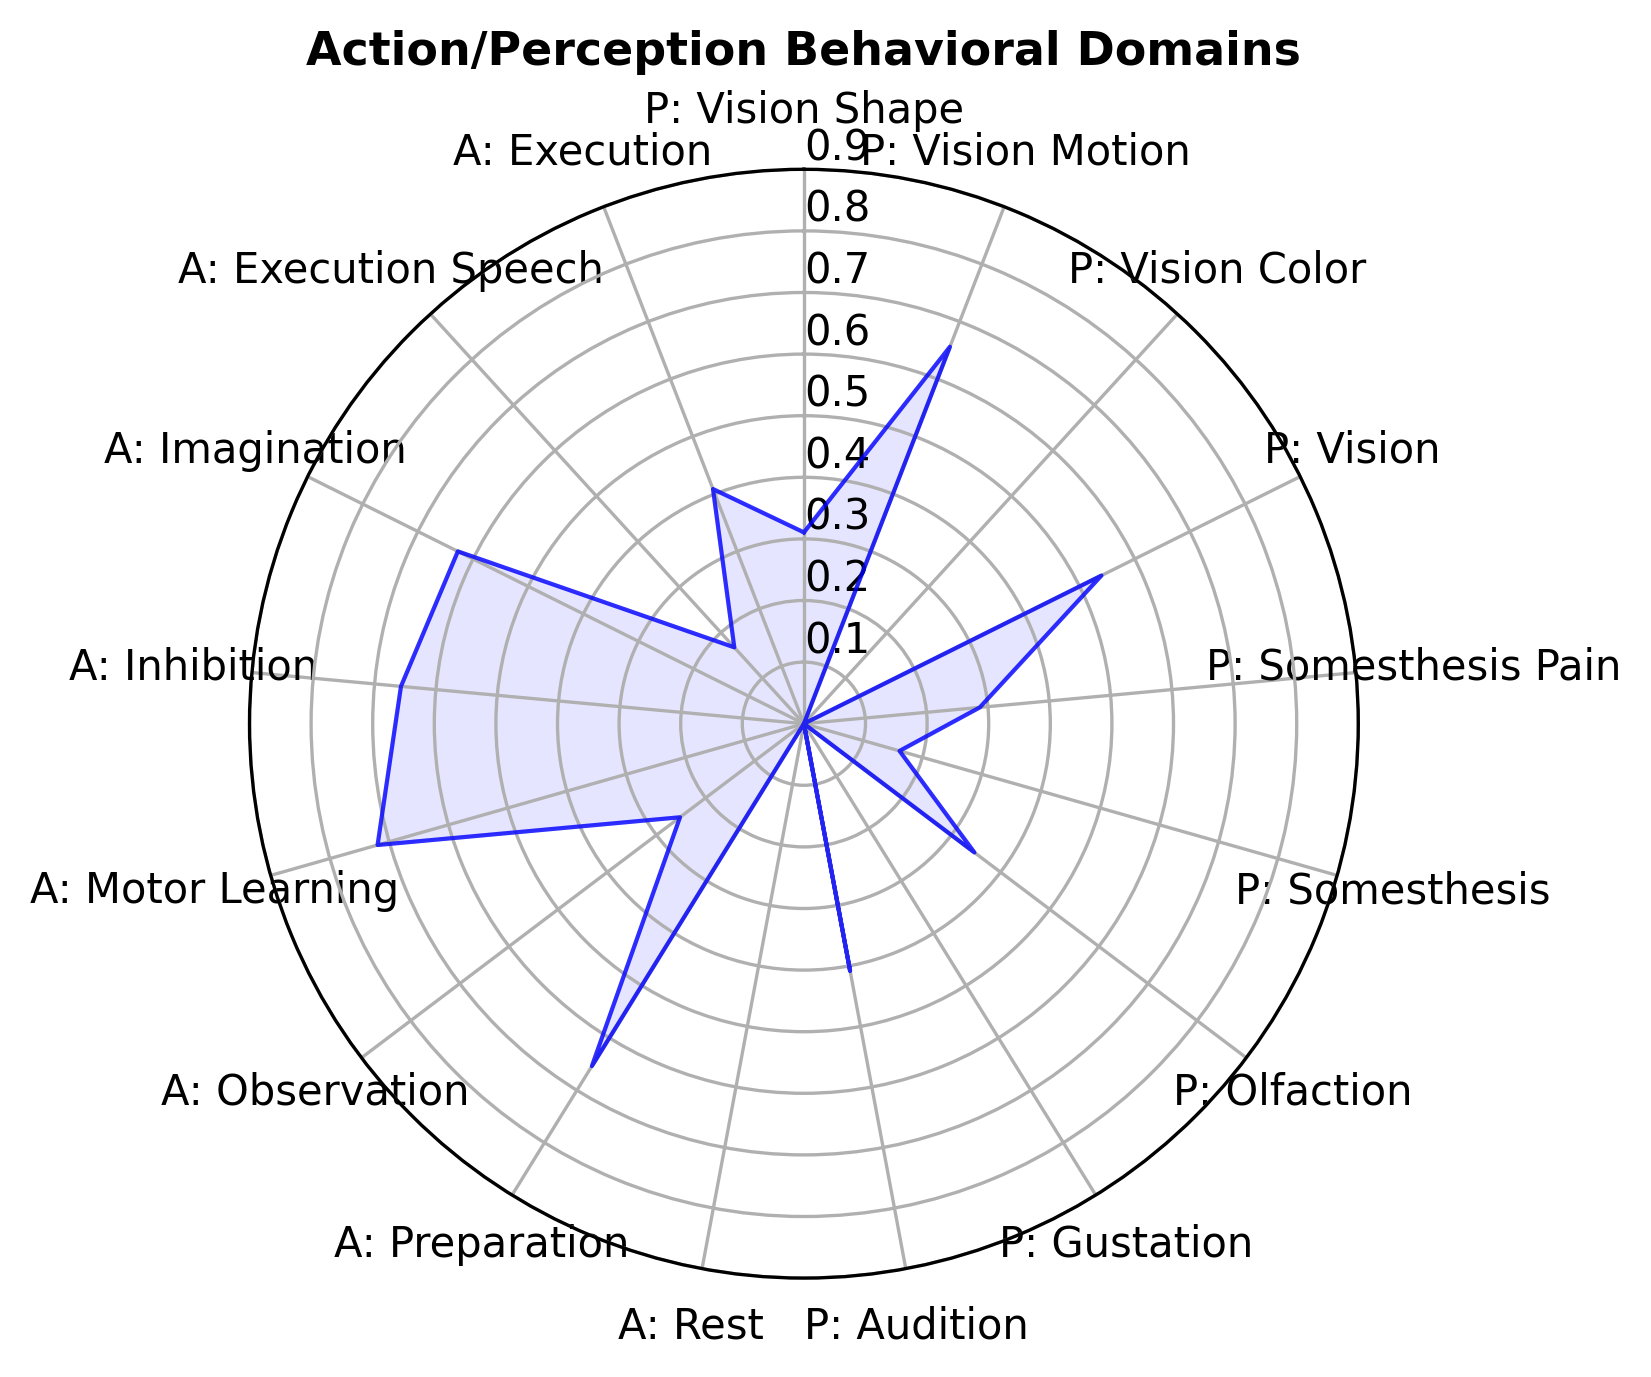 Action/Perception Behavioral Domains
P: Vision Shape
A: Execution
0.9
P: Vision Motion
0.8
A: Execution Speech
0.7
P: Vision Color
0.6
0.5
A: Imagination
0.4
P: Vision
0.3
0.2
0.1
A: Inhibition
P: Somesthesis Pain
A: Motor Learning
P: Somesthesis
A: Observation
P: Olfaction
A: Preparation
P: Gustation
A: Rest
P: Audition